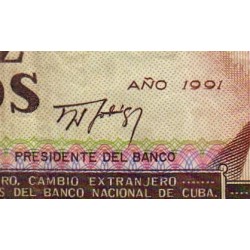 OS
AÑO 1991
PRESIDENTE DEL BANCO
RO, CAMBIO EXTRANJERO
S DEL BANCO NACIONAL DE CUBA.